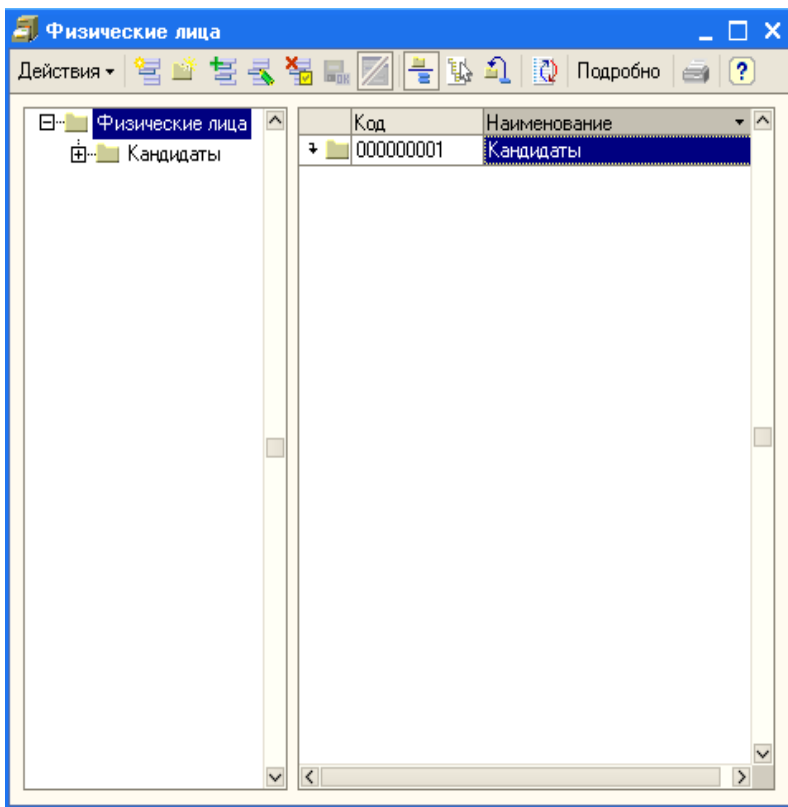 Физические лица
Действия Подробно ?
Физические лица
Кандидаты
Код Наименование
000000001 Кандидаты